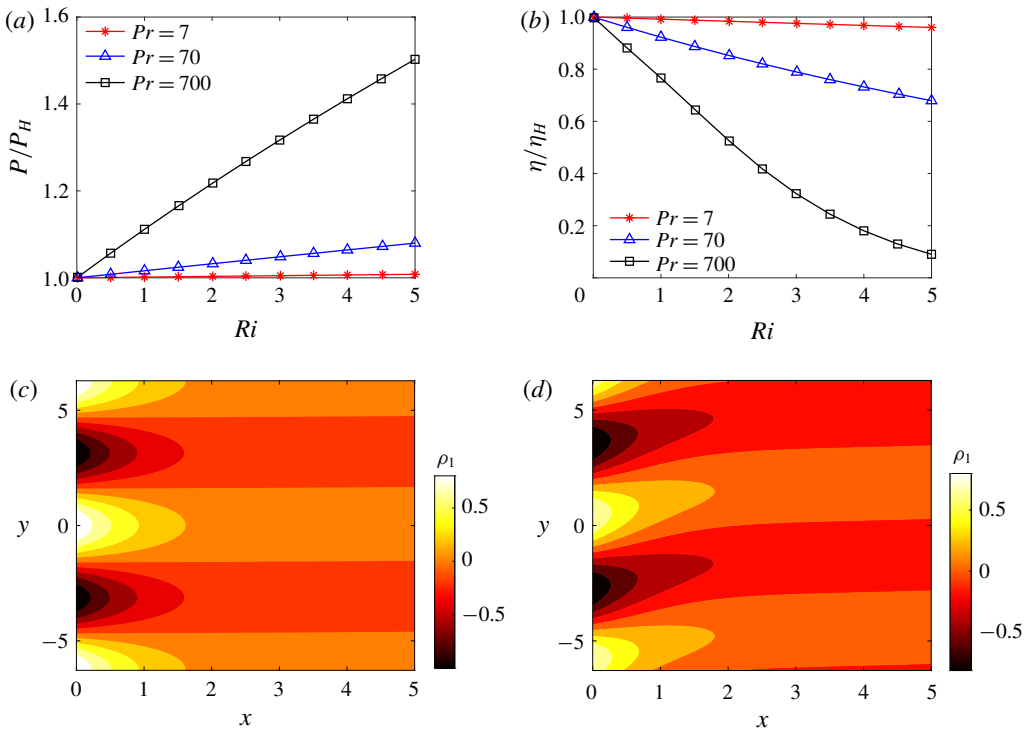 (a)
1.6
1.4
1.2
1.0
P/P_H
Pr = 7
Pr = 70
Pr = 700
0 1 2 3 4 5
Ri
(b)
1.0
0.8
0.6
0.4
0.2
η/η_H
Pr = 7
Pr = 70
Pr = 700
0 1 2 3 4 5
Ri
(c)
5
0
−5
y
0 1 2 3 4 5
x
ρ₁
0.5
0
−0.5
(d)
5
0
−5
y
0 1 2 3 4 5
x
ρ₁
0.5
0
−0.5